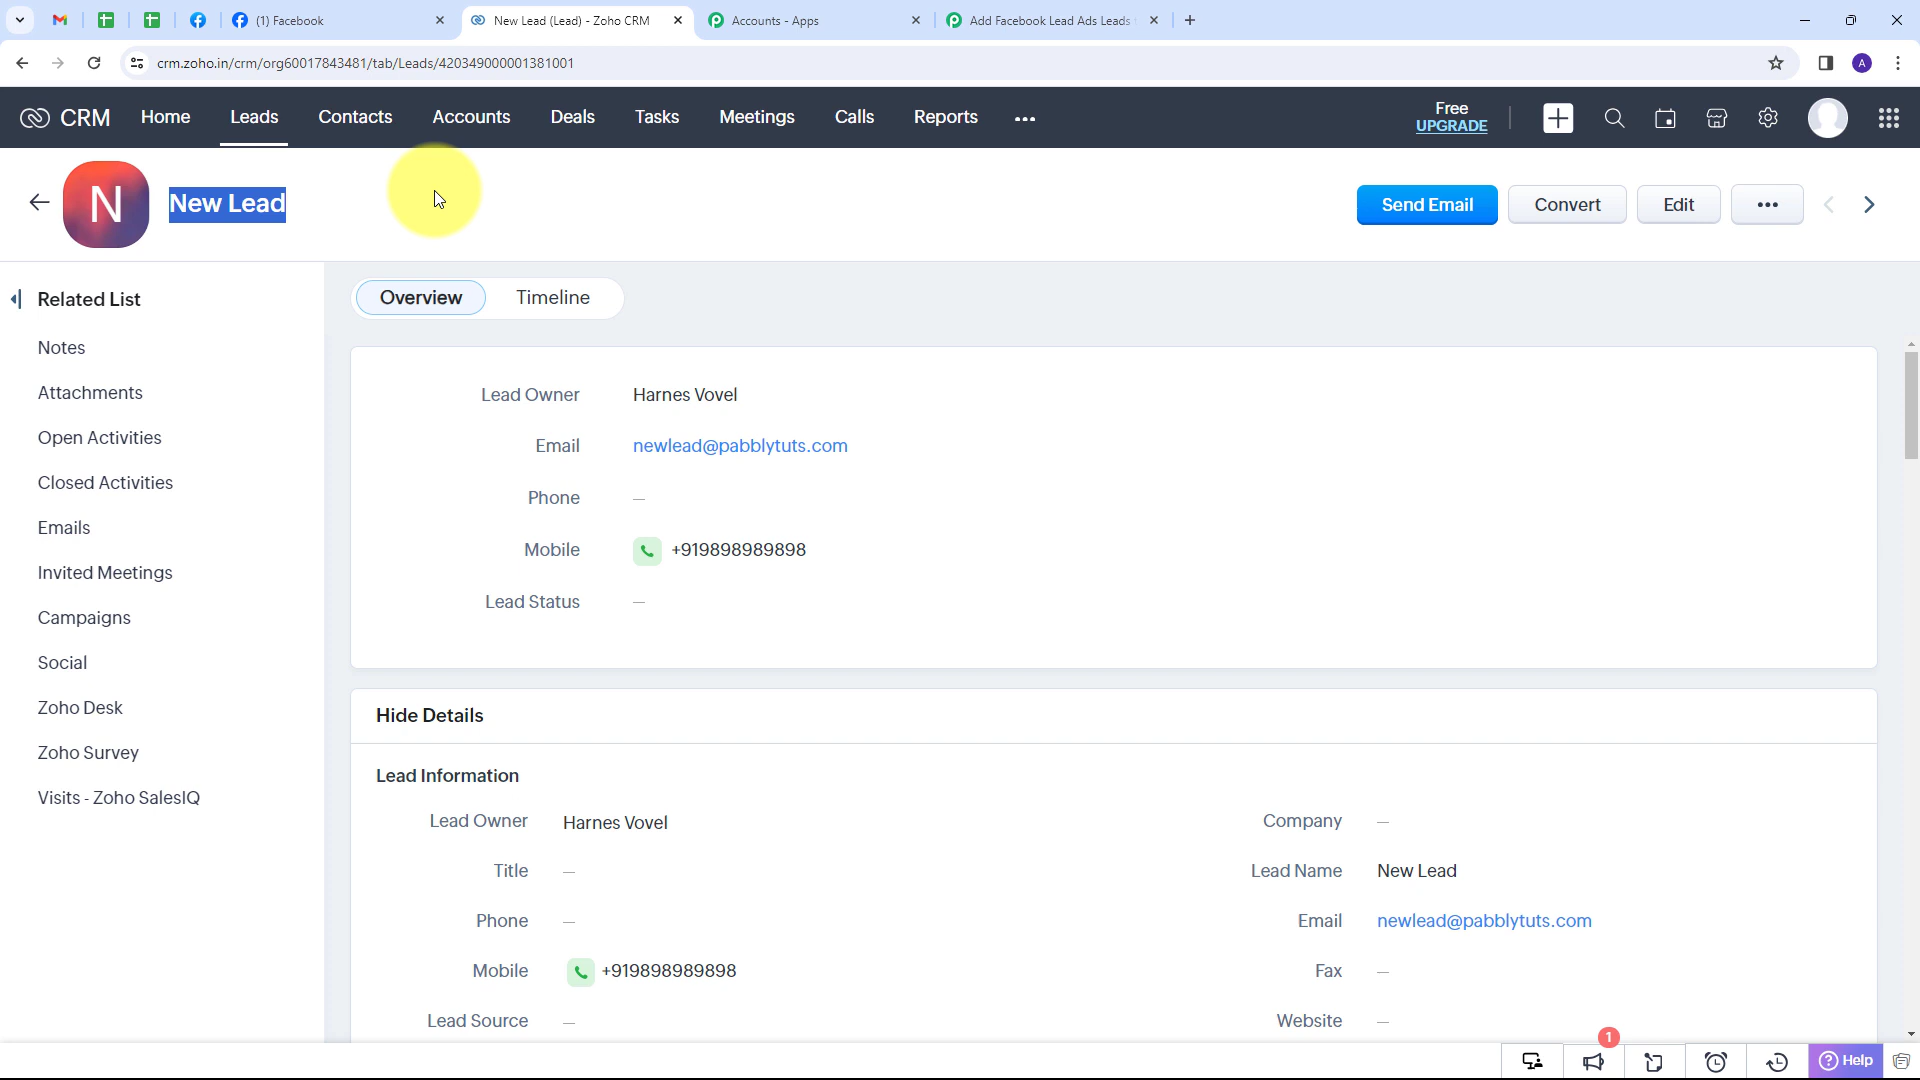 (1) Facebook
New Lead (Lead) - Zoho CRM
Accounts - Apps
Add Facebook Lead Ads Leads
crm.zoho.in/crm/org60017843481/tab/Leads/420349000001381001
A
CRM
Home
Leads
Contacts
Accounts
Deals
Tasks
Meetings
Calls
Reports
Free
UPGRADE
N
New Lead
Send Email
Convert
Edit
Related List
Notes
Attachments
Open Activities
Closed Activities
Emails
Invited Meetings
Campaigns
Social
Zoho Desk
Zoho Survey
Visits - Zoho SalesIQ
Overview
Timeline
Lead Owner Harnes Vovel
Email newlead@pabblytuts.com
Phone —
Mobile +919898989898
Lead Status —
Hide Details
Lead Information
Lead Owner Harnes Vovel
Company —
Title —
Lead Name New Lead
Phone —
Email newlead@pabblytuts.com
Mobile +919898989898
Fax —
Lead Source —
Website —
1
Help